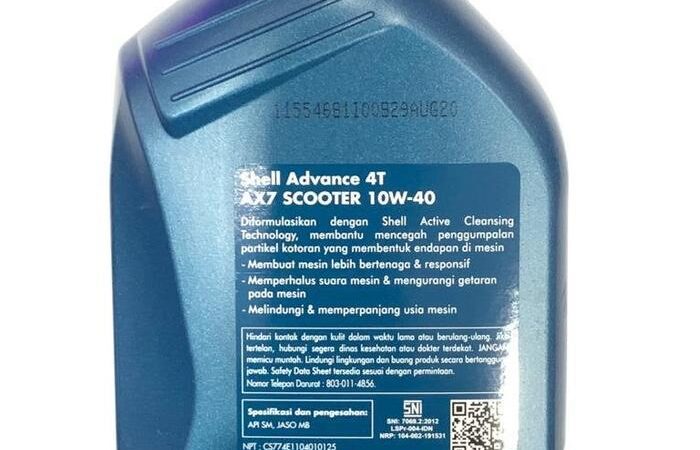 11554681I00B29AUG20
Shell Advance 4T
AX7 SCOOTER 10W-40
Diformulasikan dengan Shell Active Cleansing
Technology, membantu mencegah penggumpalan
partikel kotoran yang membentuk endapan di mesin
- Membuat mesin lebih bertenaga & responsif
- Memperhalus suara mesin & mengurangi getaran
pada mesin
- Melindungi & memperpanjang usia mesin
Hindari kontak dengan kulit dalam waktu lama atau berulang-ulang. Jika
tertelan, hubungi segera dinas kesehatan atau dokter terdekat. JANGAN
memicu muntah. Lindungi lingkungan dan buang produk secara bertanggung
jawab. Safety Data Sheet tersedia sesuai dengan permintaan.
Nomor Telepon Darurat : 803-011-4856.
Spesifikasi dan pengesahan:
API SM, JASO MB
SNI
SNI: 7069.2:2012
LSPr-004-IDN
NRP: 104-002-191531
NPT : CS774E1104010125